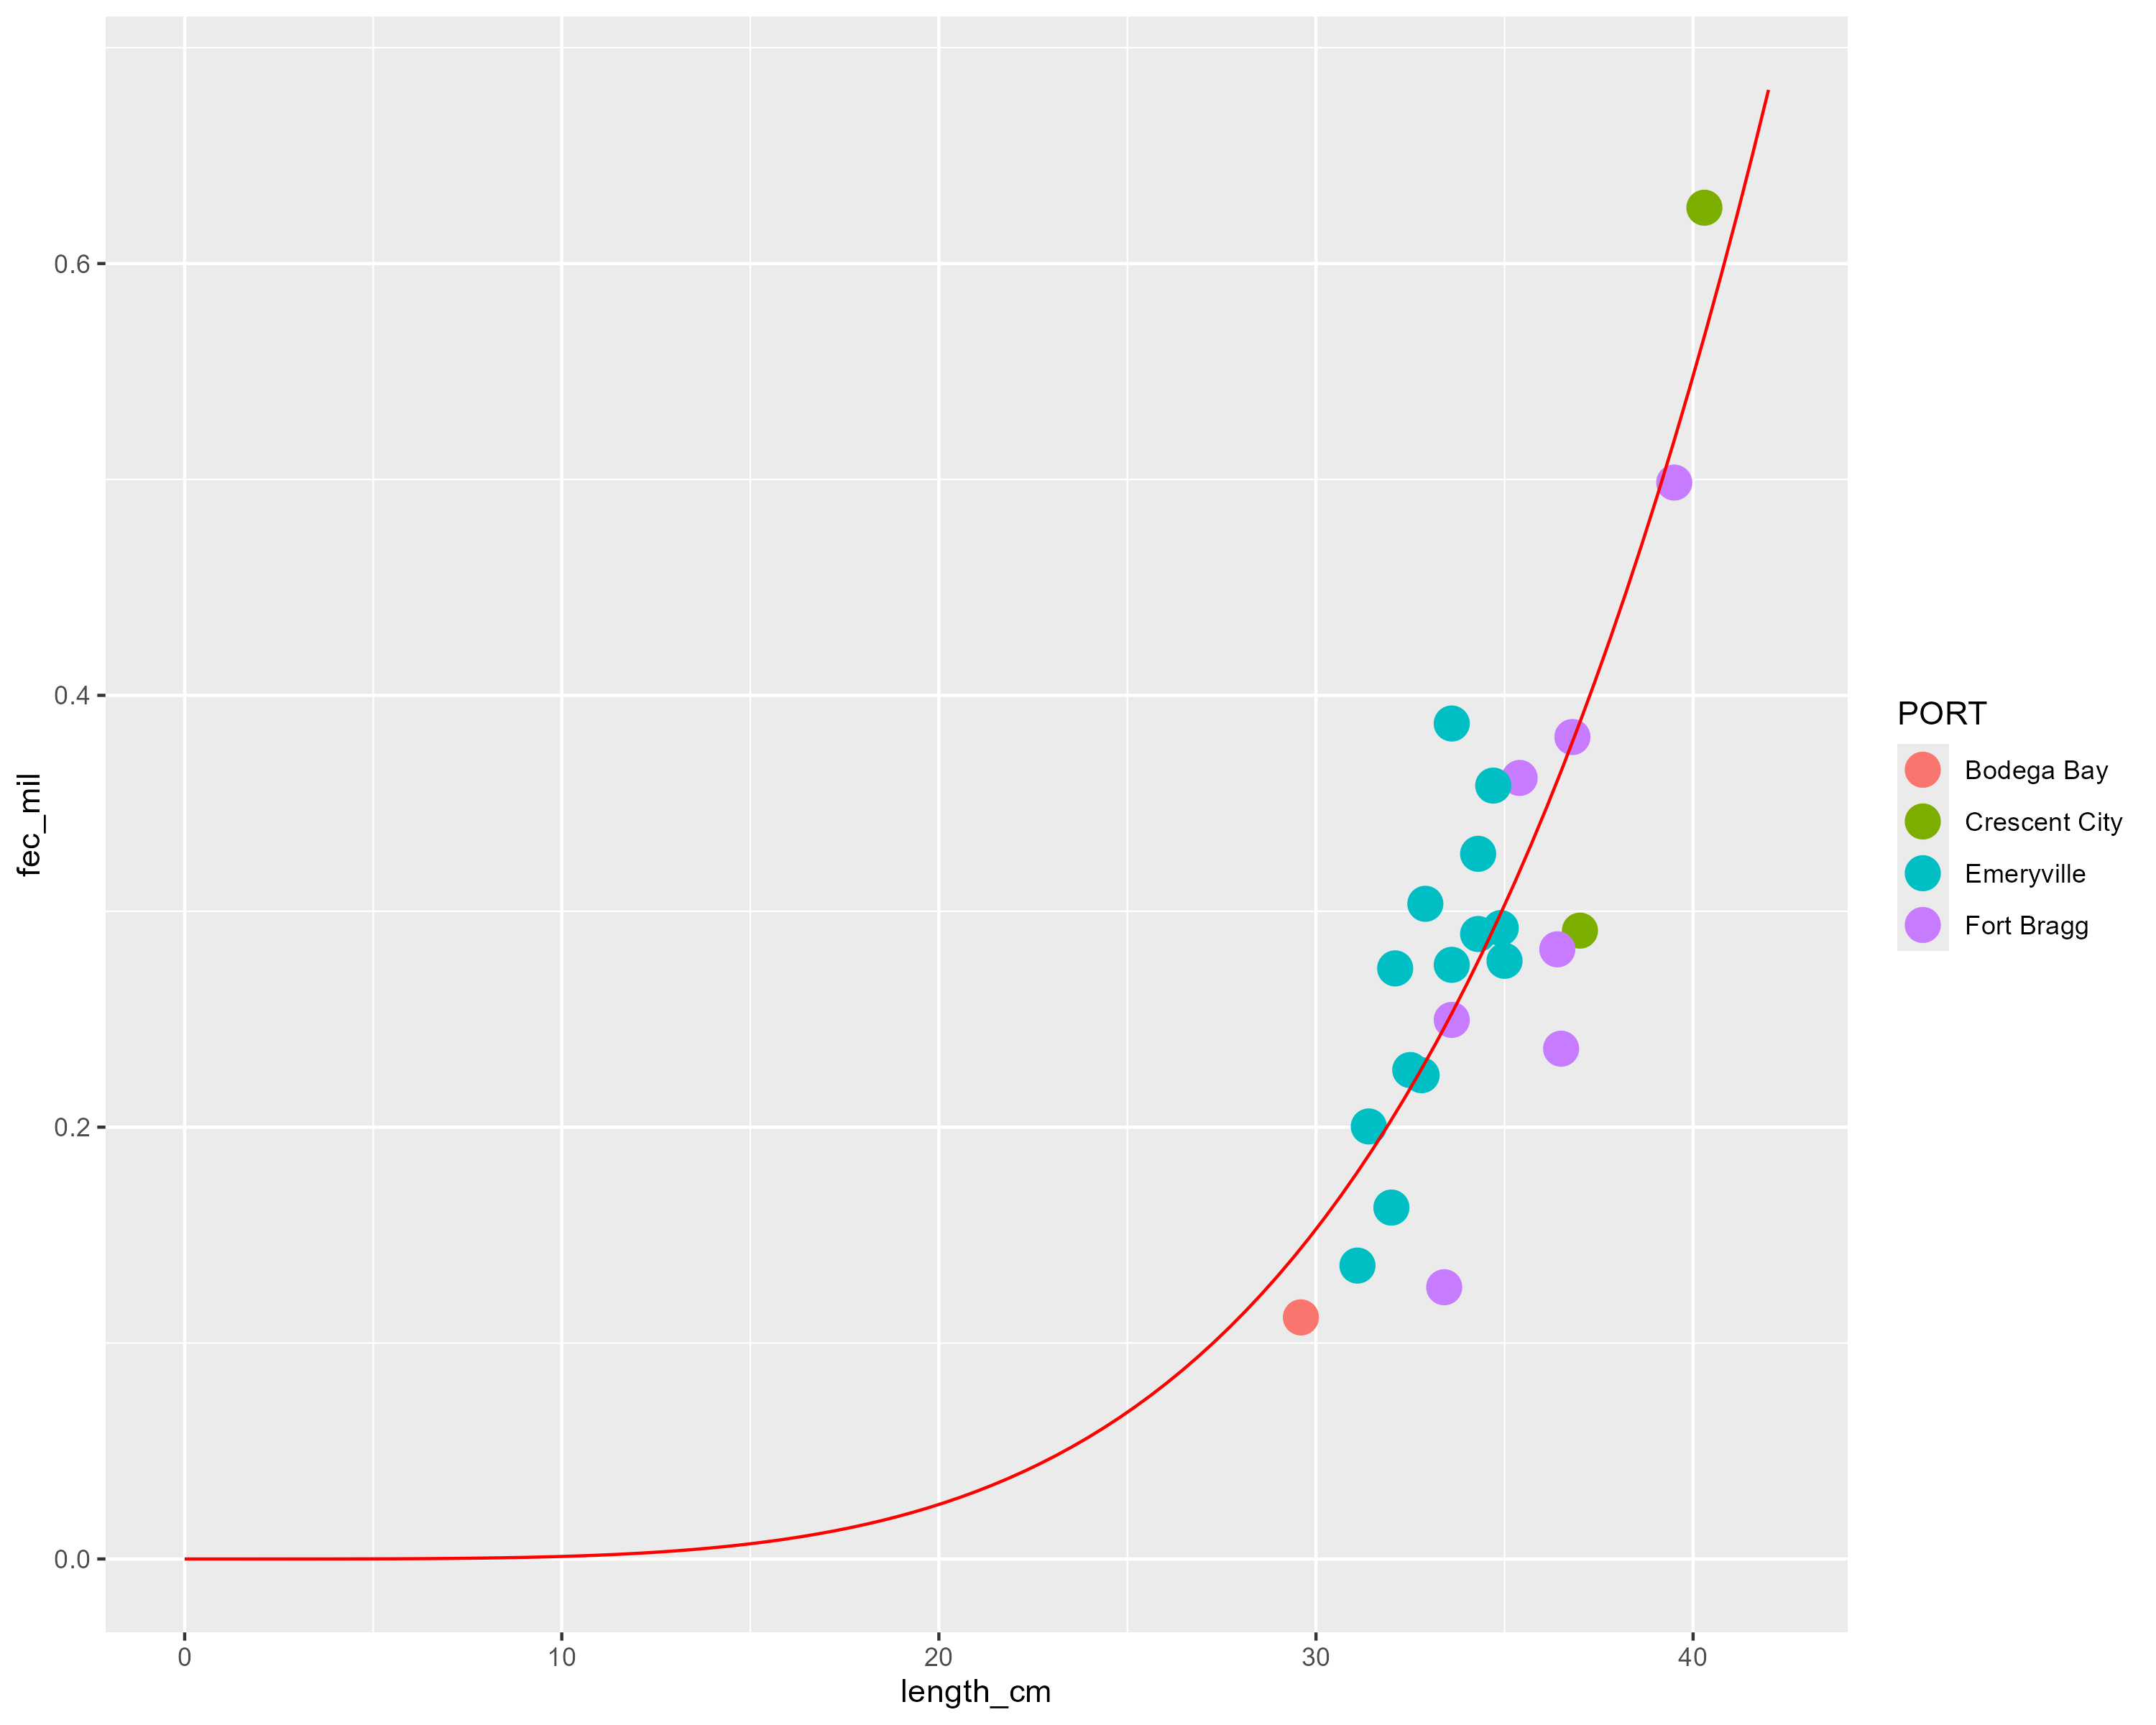 fec_mil
0.6
0.4
0.2
0.0
0 10 20 30 40
length_cm
PORT
Bodega Bay
Crescent City
Emeryville
Fort Bragg